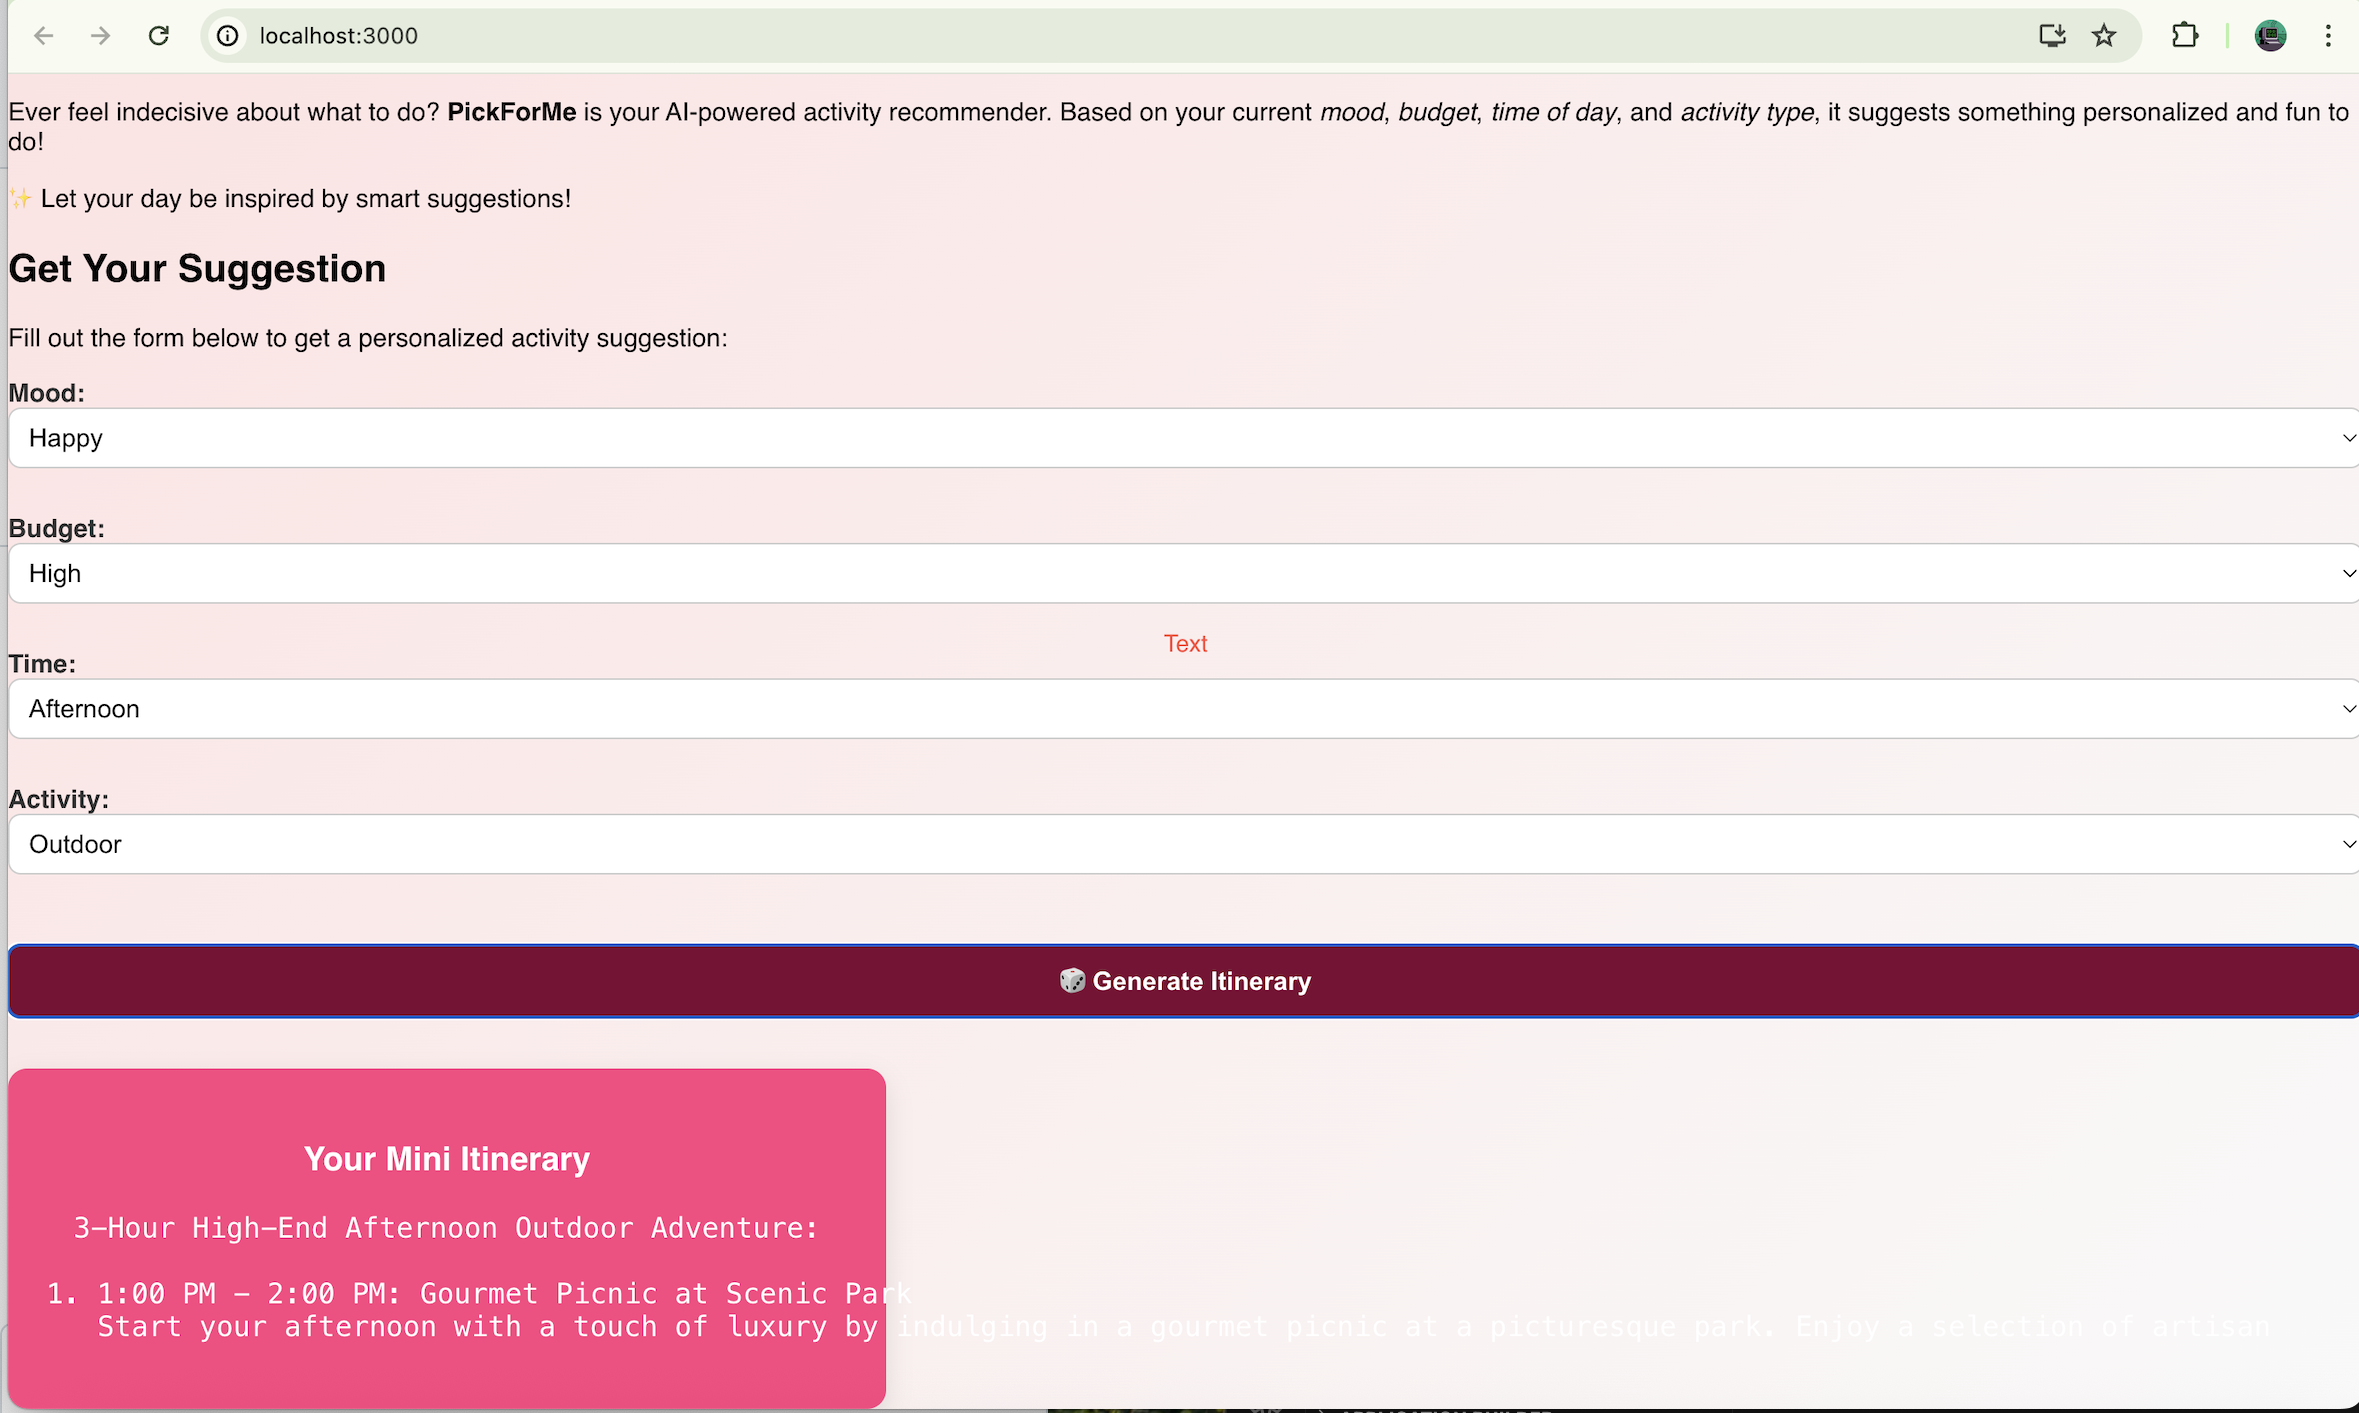 localhost:3000
Ever feel indecisive about what to do? PickForMe is your AI-powered activity recommender. Based on your current mood, budget, time of day, and activity type, it suggests something personalized and fun to
do!
✨ Let your day be inspired by smart suggestions!
Get Your Suggestion
Fill out the form below to get a personalized activity suggestion:
Mood:
Happy
Budget:
High
Text
Time:
Afternoon
Activity:
Outdoor
🎲 Generate Itinerary
Your Mini Itinerary
3-Hour High-End Afternoon Outdoor Adventure:
1. 1:00 PM - 2:00 PM: Gourmet Picnic at Scenic Park
Start your afternoon with a touch of luxury by indulging in a gourmet picnic at a picturesque park. Enjoy a selection of artisan